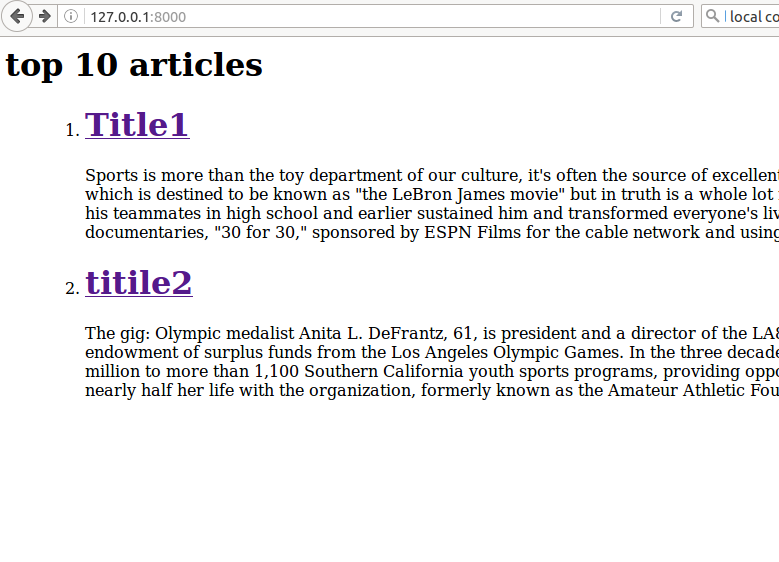 127.0.0.1:8000
local co
top 10 articles
1. Title1
Sports is more than the toy department of our culture, it's often the source of excellent
which is destined to be known as "the LeBron James movie" but in truth is a whole lot
his teammates in high school and earlier sustained him and transformed everyone's liv
documentaries, "30 for 30," sponsored by ESPN Films for the cable network and using
2. titile2
The gig: Olympic medalist Anita L. DeFrantz, 61, is president and a director of the LA8
endowment of surplus funds from the Los Angeles Olympic Games. In the three decade
million to more than 1,100 Southern California youth sports programs, providing oppo
nearly half her life with the organization, formerly known as the Amateur Athletic Fou